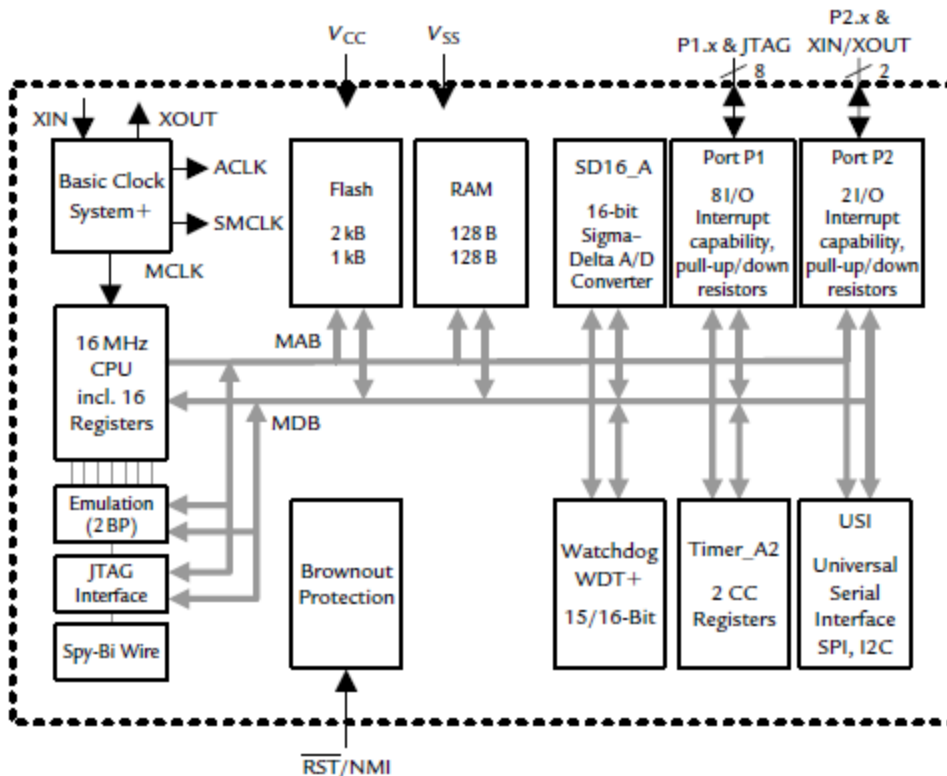 VCC
VSS
P1.x & JTAG
8
P2.x &
XIN/XOUT
2
XIN
XOUT
Basic Clock
System+
ACLK
SMCLK
MCLK
Flash
2 kB
1 kB
RAM
128 B
128 B
SD16_A
16-bit
Sigma–
Delta A/D
Converter
Port P1
8 I/O
Interrupt
capability,
pull-up/down
resistors
Port P2
2 I/O
Interrupt
capability,
pull-up/down
resistors
16 MHz
CPU
incl. 16
Registers
MAB
MDB
Emulation
(2 BP)
JTAG
Interface
Spy-Bi Wire
Brownout
Protection
Watchdog
WDT+
15/16-Bit
Timer_A2
2 CC
Registers
USI
Universal
Serial
Interface
SPI, I2C
RST/NMI